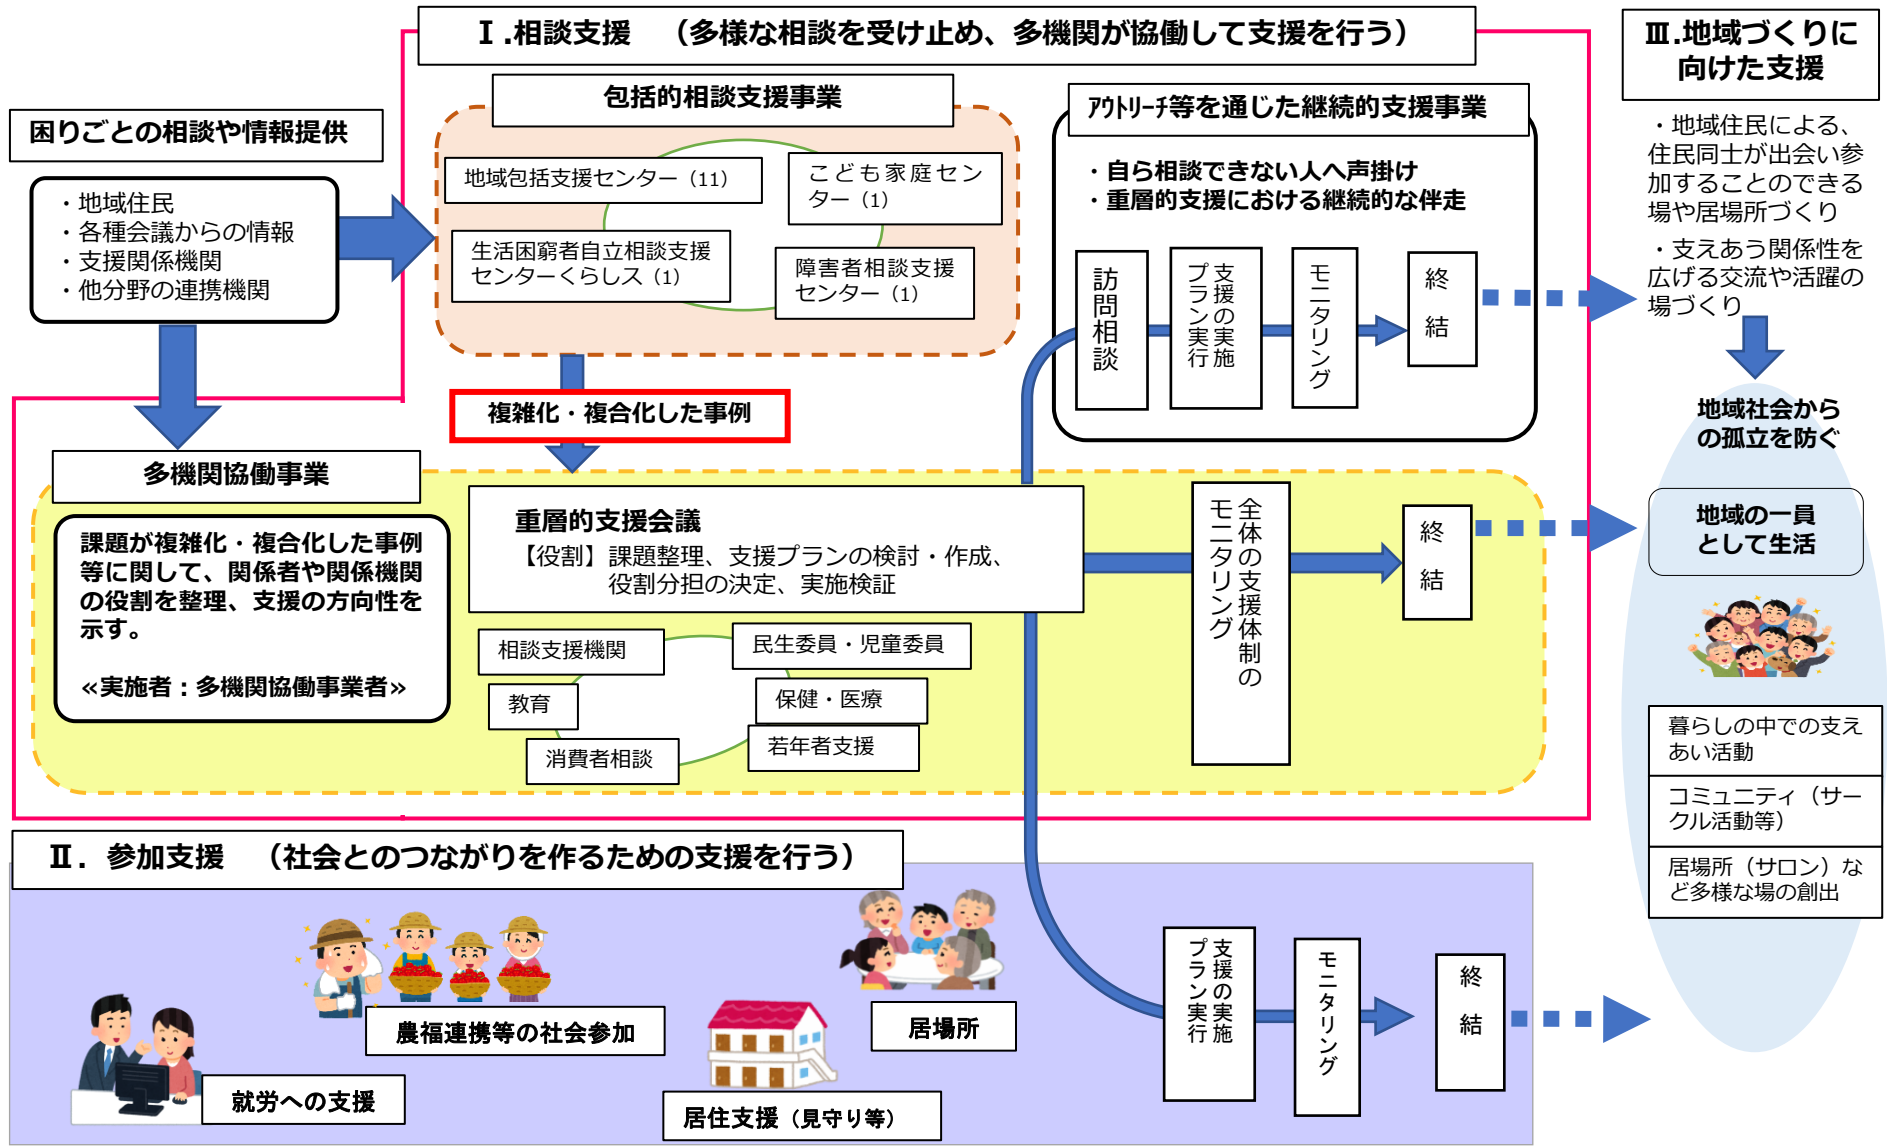 Ⅰ.相談支援　（多様な相談を受け止め、多機関が協働して支援を行う）
困りごとの相談や情報提供
・地域住民
・各種会議からの情報
・支援関係機関
・他分野の連携機関
包括的相談支援事業
地域包括支援センター（11）
こども家庭セン
ター（1）
生活困窮者自立相談支援
センターくらしス（1）
障害者相談支援
センター（1）
複雑化・複合化した事例
ｱｳﾄﾘｰﾁ等を通じた継続的支援事業
・自ら相談できない人へ声掛け
・重層的支援における継続的な伴走
訪問相談
支援の実施
プラン実行
モニタリング
終結
多機関協働事業
課題が複雑化・複合化した事例
等に関して、関係者や関係機関
の役割を整理、支援の方向性を
示す。
«実施者：多機関協働事業者»
重層的支援会議
【役割】課題整理、支援プランの検討・作成、
役割分担の決定、実施検証
相談支援機関
民生委員・児童委員
教育
保健・医療
消費者相談
若年者支援
全体の支援体制の
モニタリング
終結
Ⅱ．参加支援　（社会とのつながりを作るための支援を行う）
就労への支援
農福連携等の社会参加
居住支援（見守り等）
居場所
支援の実施
プラン実行
モニタリング
終結
Ⅲ.地域づくりに
向けた支援
・地域住民による、
住民同士が出会い参
加することのできる
場や居場所づくり
・支えあう関係性を
広げる交流や活躍の
場づくり
地域社会から
の孤立を防ぐ
地域の一員
として生活
暮らしの中での支え
あい活動
コミュニティ（サー
クル活動等）
居場所（サロン）な
ど多様な場の創出